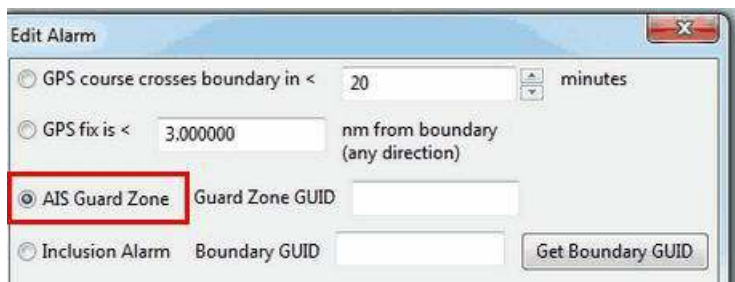 Edit Alarm
GPS course crosses boundary in < 20 minutes
GPS fix is < 3.000000 nm from boundary
(any direction)
AIS Guard Zone Guard Zone GUID
Inclusion Alarm Boundary GUID Get Boundary GUID